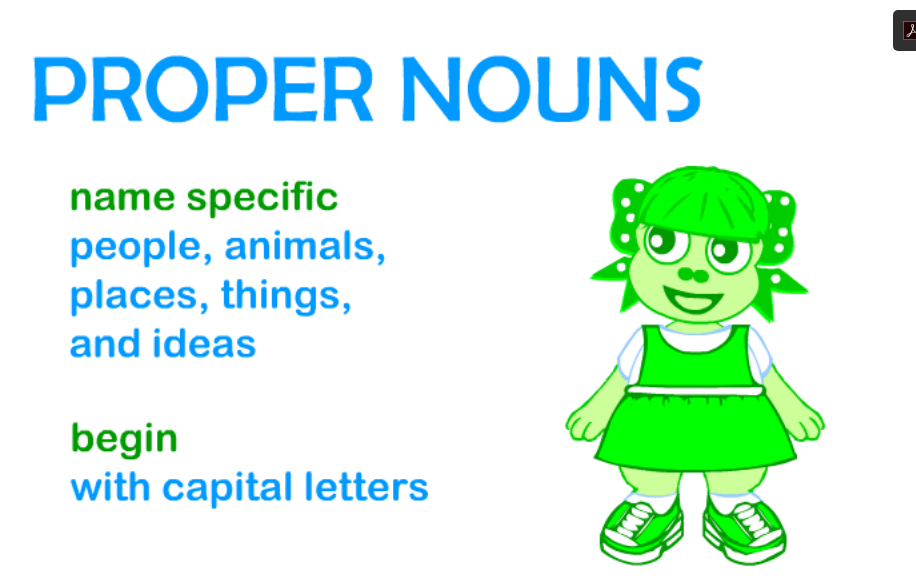 PROPER NOUNS
name specific
people, animals,
places, things,
and ideas
begin
with capital letters